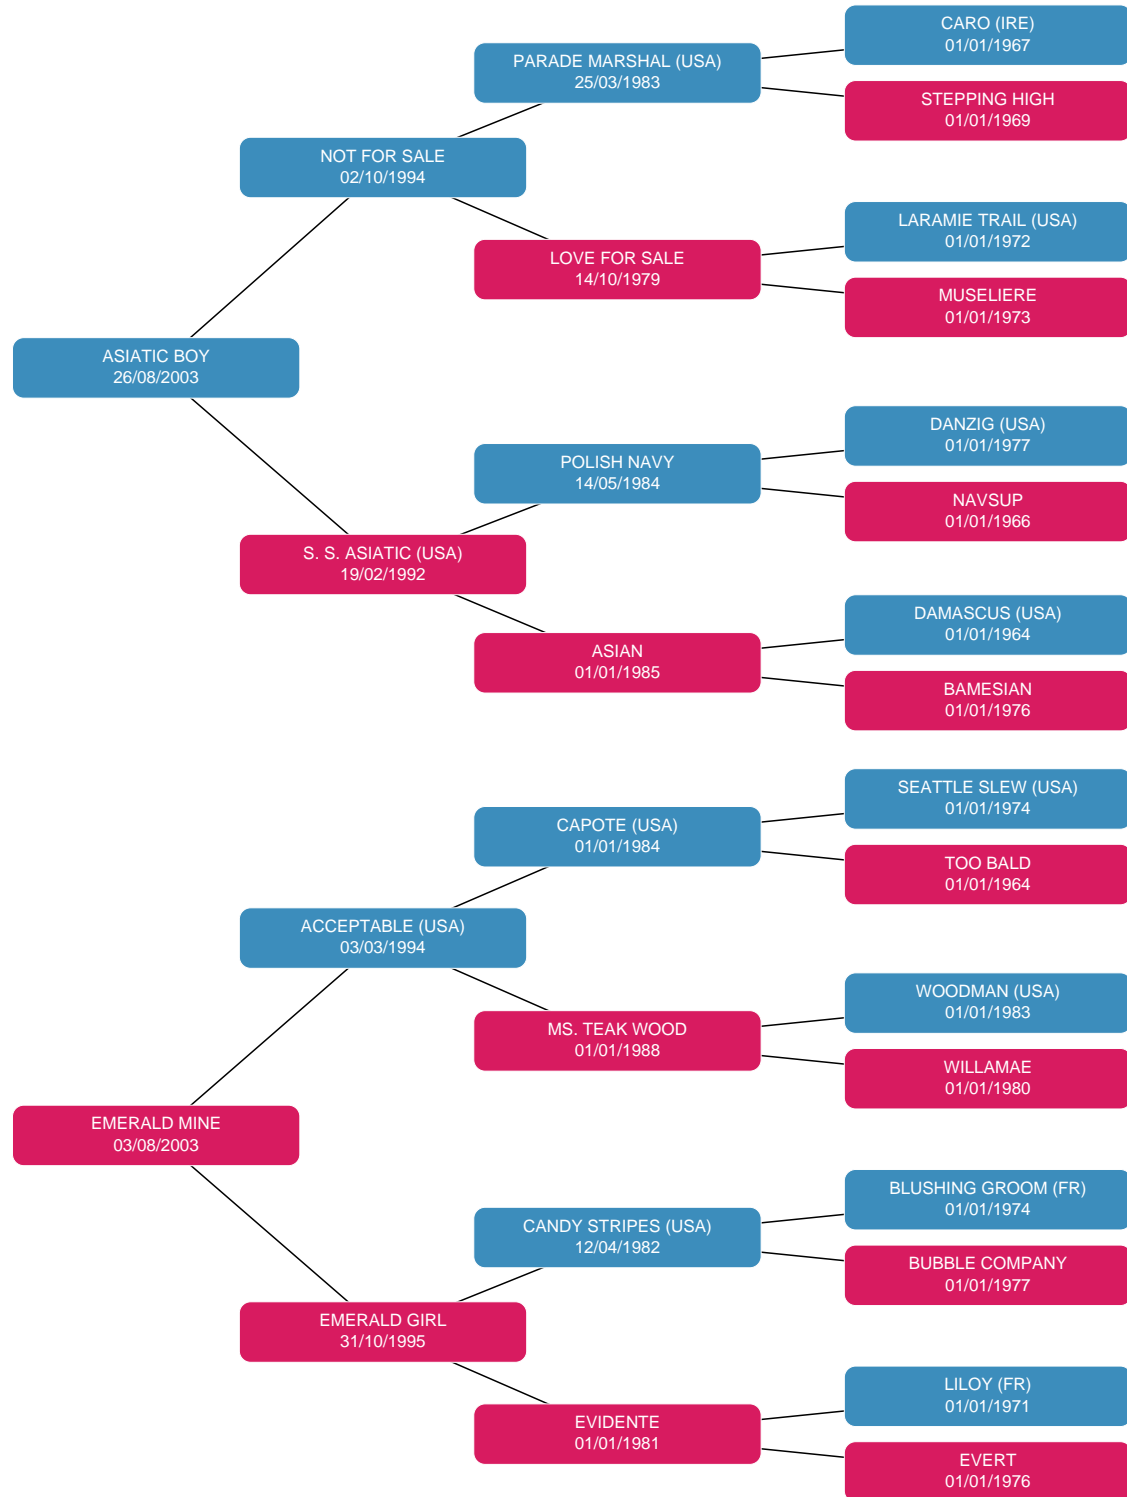 CARO (IRE)
01/01/1967
PARADE MARSHAL (USA)
25/03/1983
STEPPING HIGH
01/01/1969
NOT FOR SALE
02/10/1994
LARAMIE TRAIL (USA)
01/01/1972
LOVE FOR SALE
14/10/1979
MUSELIERE
01/01/1973
ASIATIC BOY
26/08/2003
DANZIG (USA)
01/01/1977
POLISH NAVY
14/05/1984
NAVSUP
01/01/1966
S. S. ASIATIC (USA)
19/02/1992
DAMASCUS (USA)
01/01/1964
ASIAN
01/01/1985
BAMESIAN
01/01/1976
SEATTLE SLEW (USA)
01/01/1974
CAPOTE (USA)
01/01/1984
TOO BALD
01/01/1964
ACCEPTABLE (USA)
03/03/1994
WOODMAN (USA)
01/01/1983
MS. TEAK WOOD
01/01/1988
WILLAMAE
01/01/1980
EMERALD MINE
03/08/2003
BLUSHING GROOM (FR)
01/01/1974
CANDY STRIPES (USA)
12/04/1982
BUBBLE COMPANY
01/01/1977
EMERALD GIRL
31/10/1995
LILOY (FR)
01/01/1971
EVIDENTE
01/01/1981
EVERT
01/01/1976